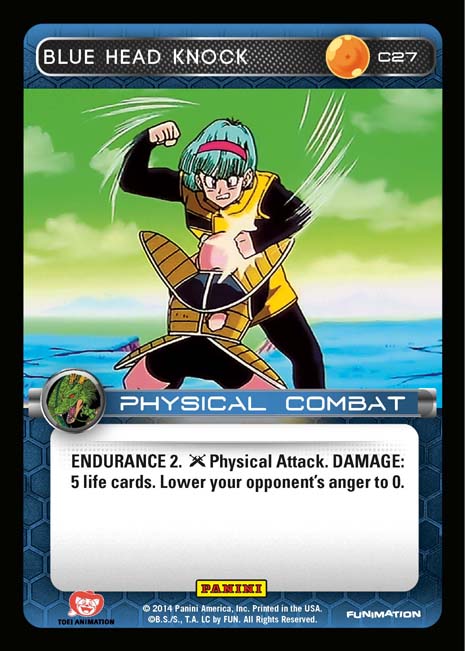 BLUE HEAD KNOCK
C27
PHYSICAL COMBAT
ENDURANCE 2. Physical Attack. DAMAGE:
5 life cards. Lower your opponent's anger to 0.
PANINI
TOEI ANIMATION
© 2014 Panini America, Inc. Printed in the USA.
©B.S./S., T.A. LC by FUN. All Rights Reserved.
FUNIMATION